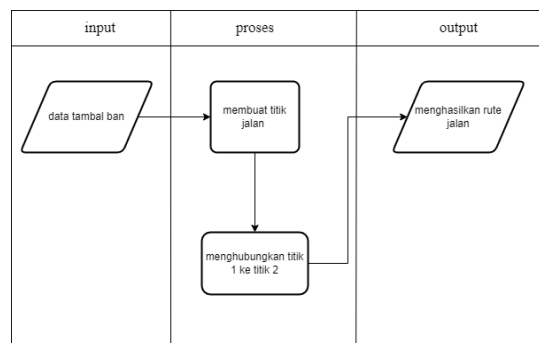 input
proses
output
data tambal ban
membuat titik
jalan
menghasilkan rute
jalan
menghubungkan titik
1 ke titik 2